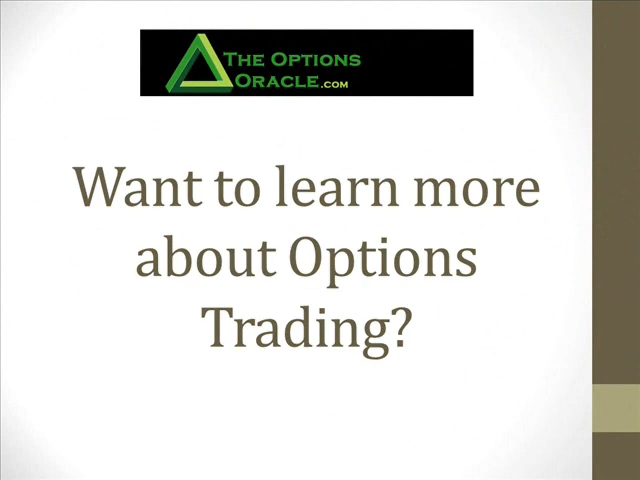 The Options
Oracle.com
Want to learn more
about Options
Trading?